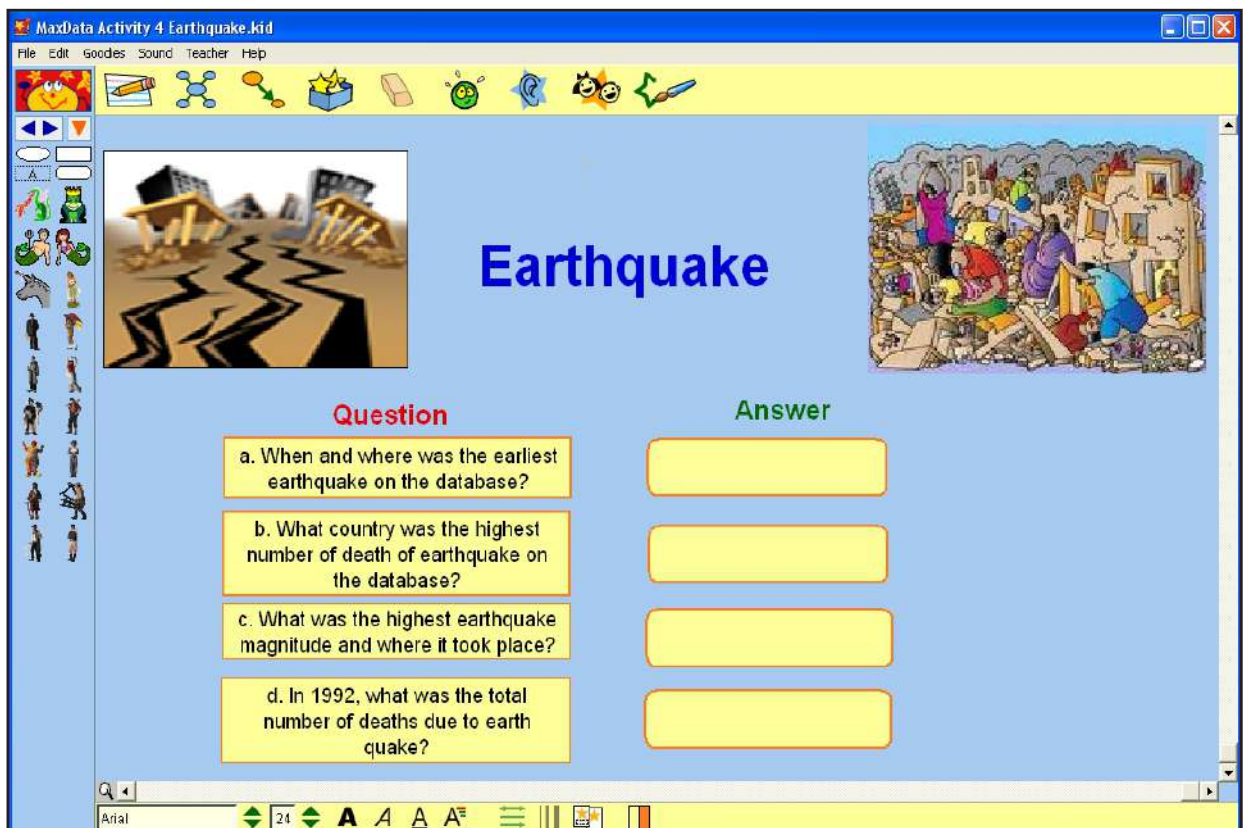 MaxData Activity 4 Earthquake.kid
File Edit Goodies Sound Teacher Help
A
Earthquake
Question
Answer
a. When and where was the earliest
earthquake on the database?
b. What country was the highest
number of death of earthquake on
the database?
c. What was the highest earthquake
magnitude and where it took place?
d. In 1992, what was the total
number of deaths due to earth
quake?
Arial 24 A A A A